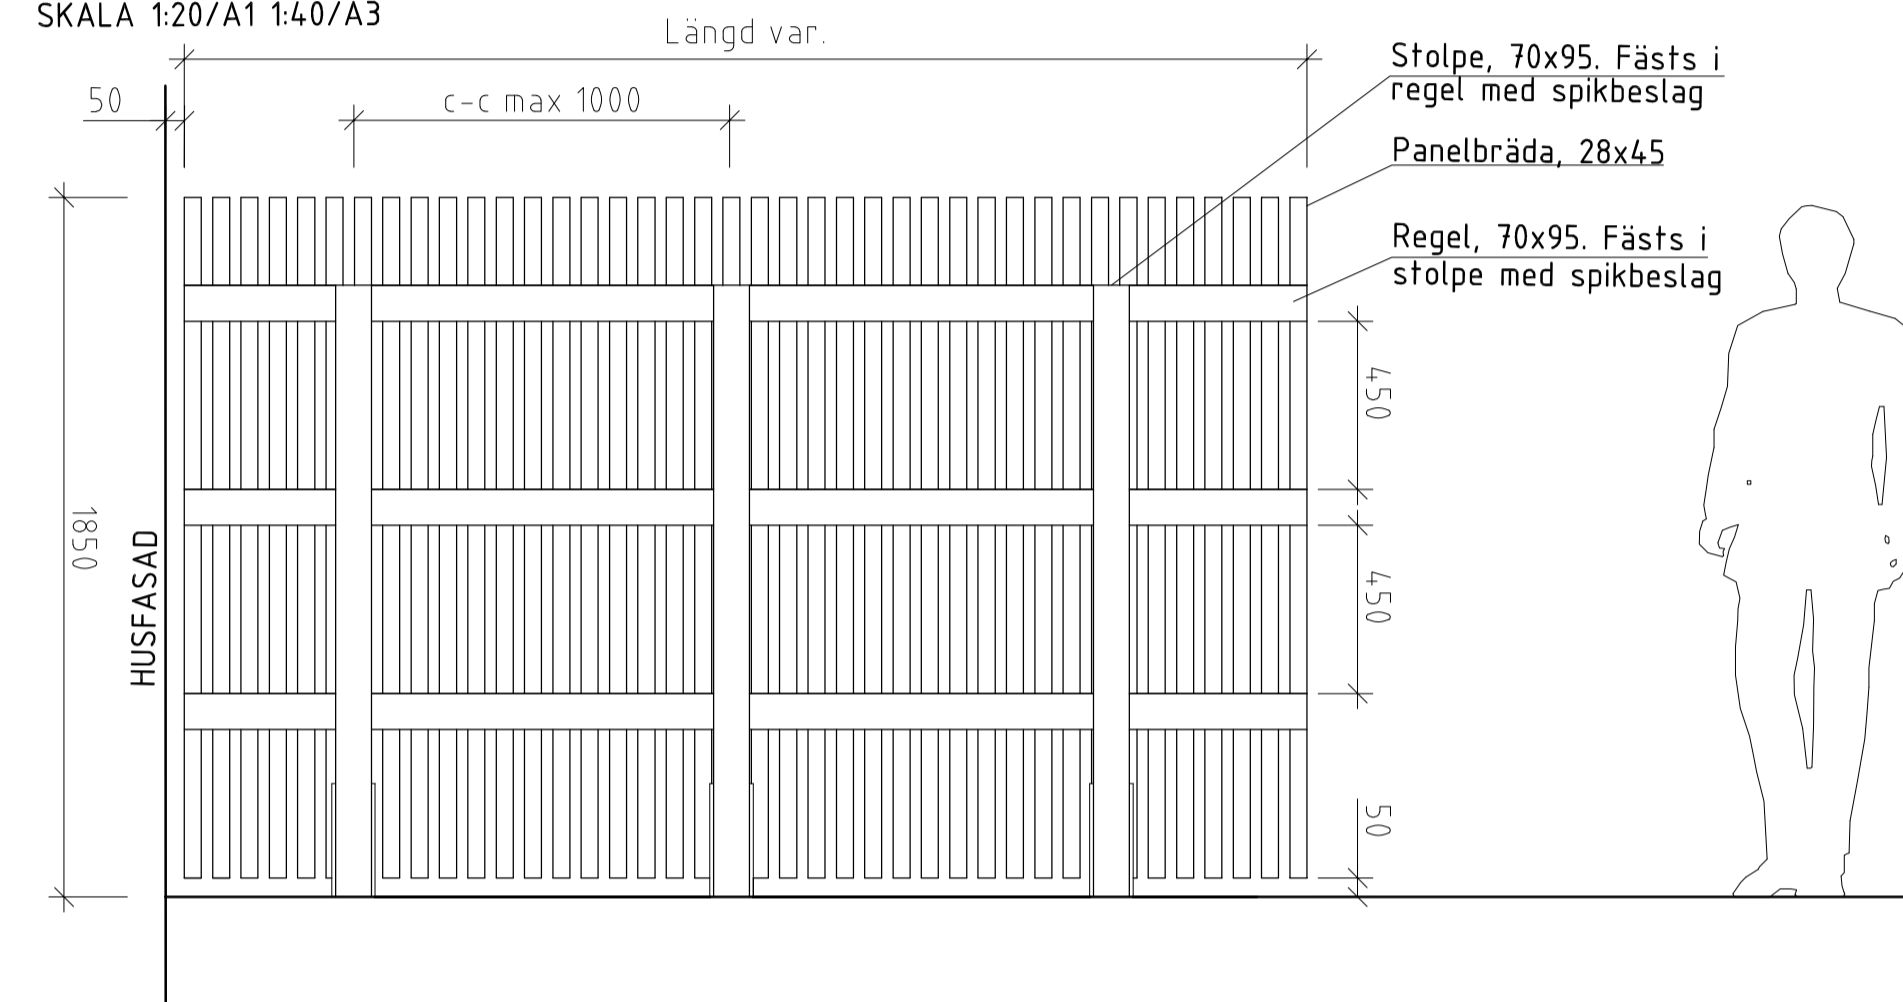 SKALA 1:20/A1 1:40/A3
Längd var.
50
c-c max 1000
Stolpe, 70x95. Fästs i
regel med spikbeslag
Panelbräda, 28x45
Regel, 70x95. Fästs i
stolpe med spikbeslag
450
1850
HUSFASAD
450
50